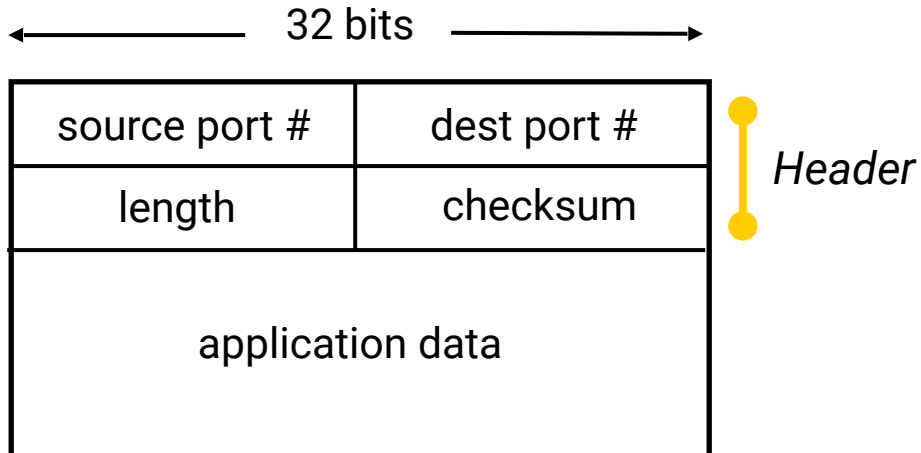 32 bits
source port #
dest port #
Header
length
checksum
application data